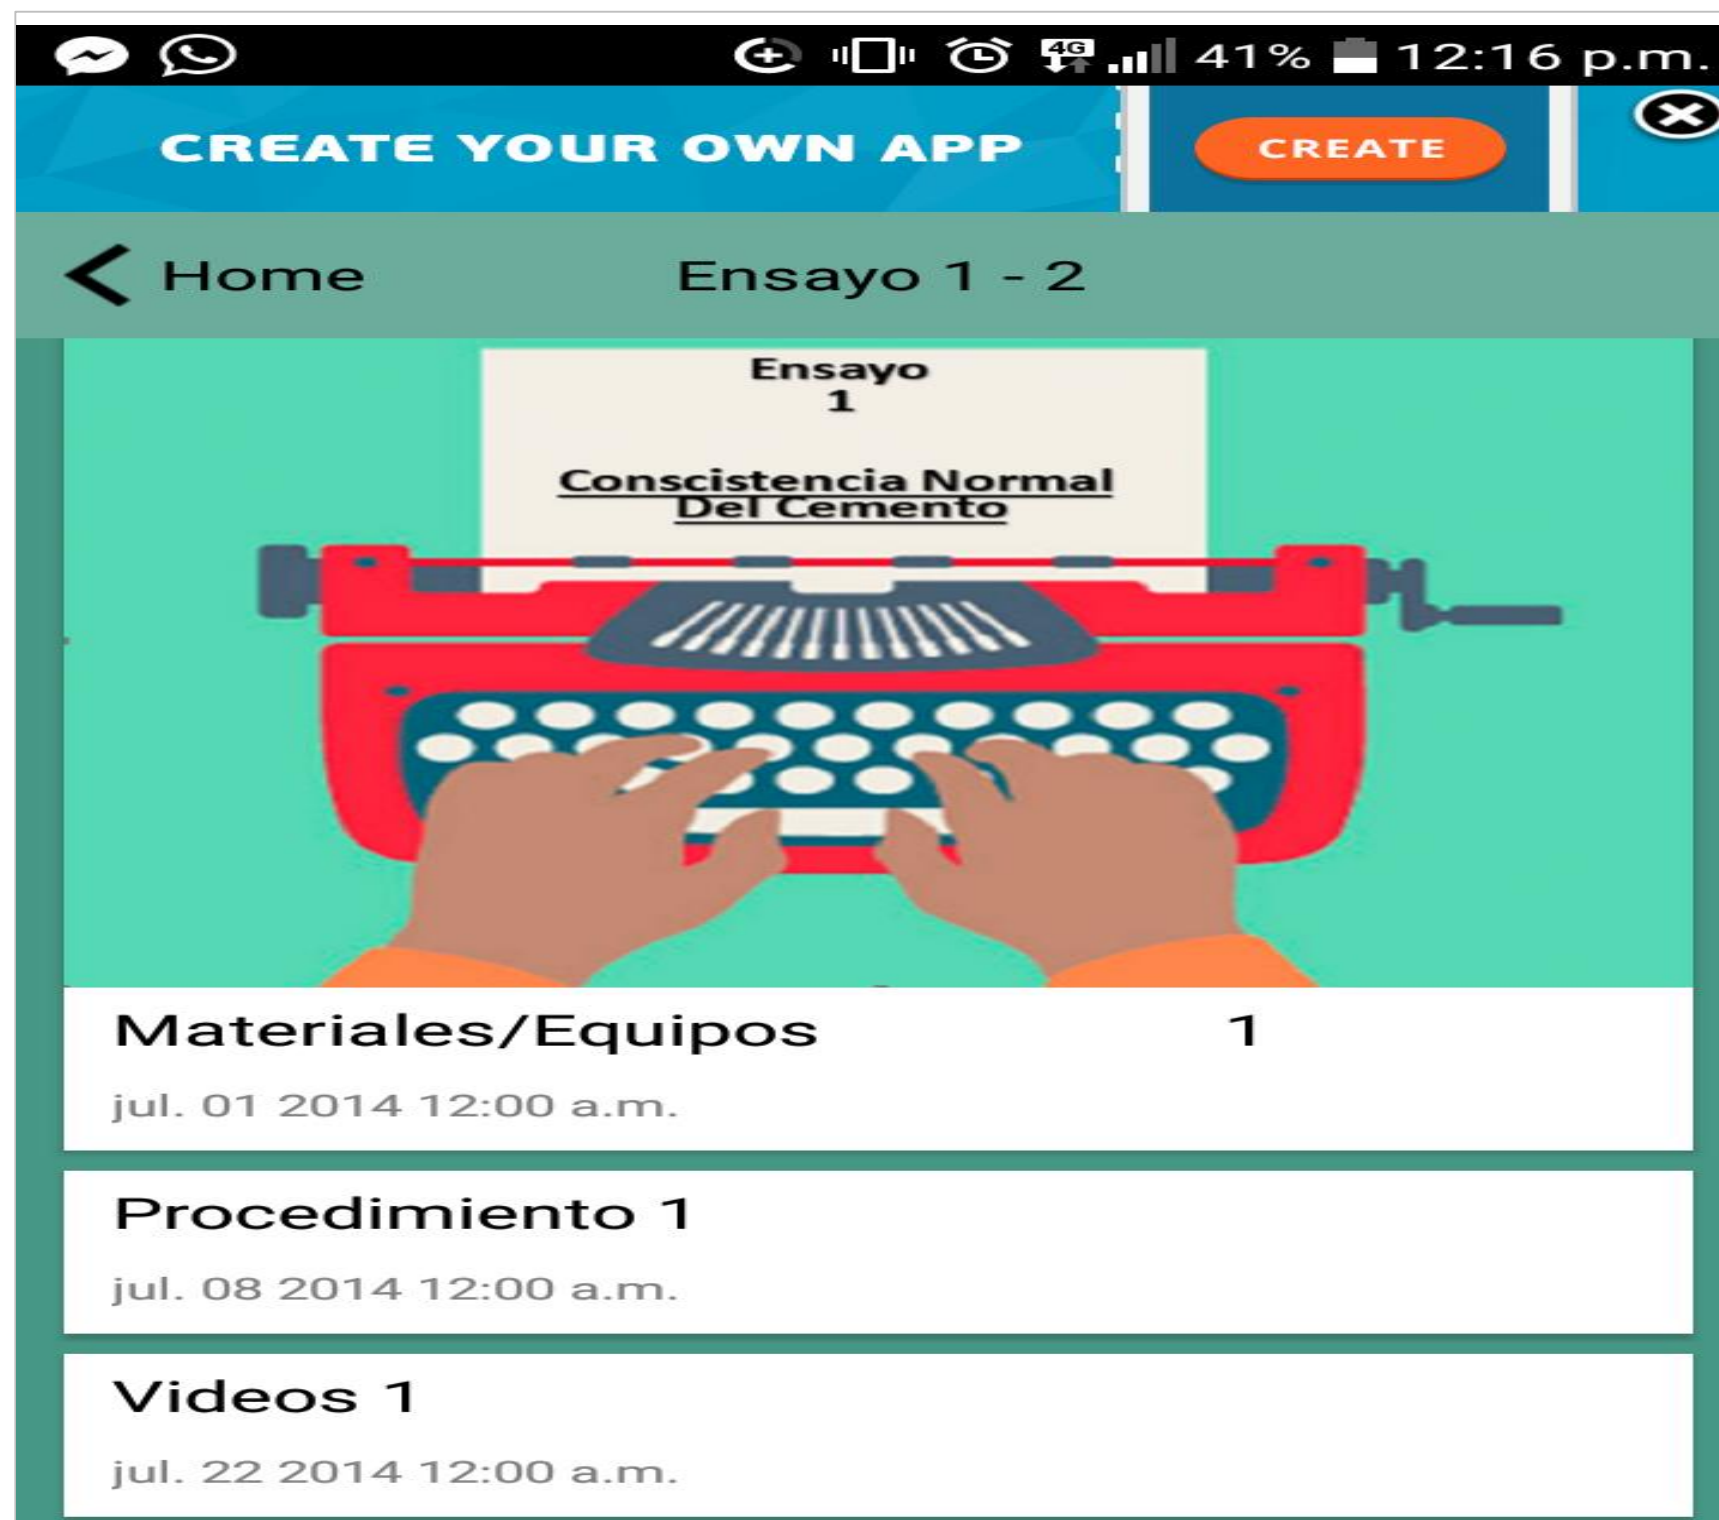 4G 41% 12:16 p.m.
CREATE YOUR OWN APP CREATE
Home Ensayo 1 - 2
Ensayo
1
Conscistencia Normal
Del Cemento
Materiales/Equipos 1
jul. 01 2014 12:00 a.m.
Procedimiento 1
jul. 08 2014 12:00 a.m.
Videos 1
jul. 22 2014 12:00 a.m.